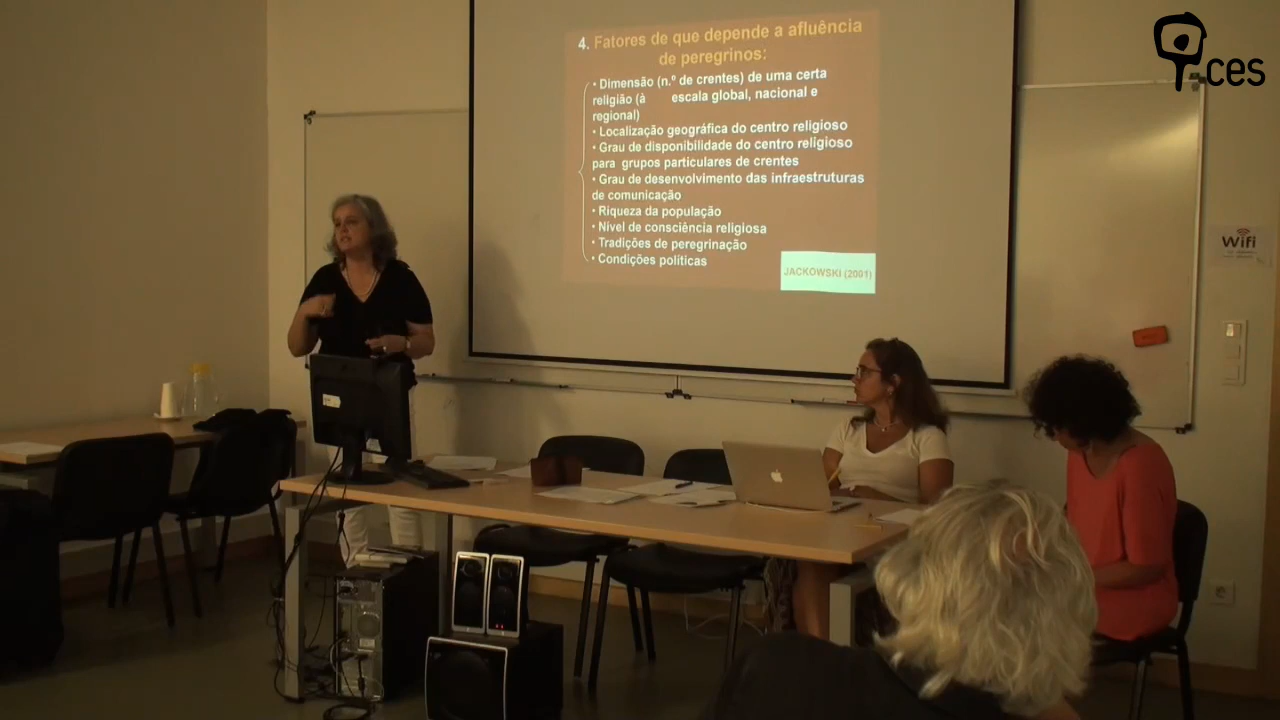 4. Fatores de que depende a afluência
de peregrinos:
• Dimensão (n.º de crentes) de uma certa
religião (à escala global, nacional e
regional)
• Localização geográfica do centro religioso
• Grau de disponibilidade do centro religioso
para grupos particulares de crentes
• Grau de desenvolvimento das infraestruturas
de comunicação
• Riqueza da população
• Nível de consciência religiosa
• Tradições de peregrinação
• Condições políticas
JACKOWSKI (2001)
ces
Wifi